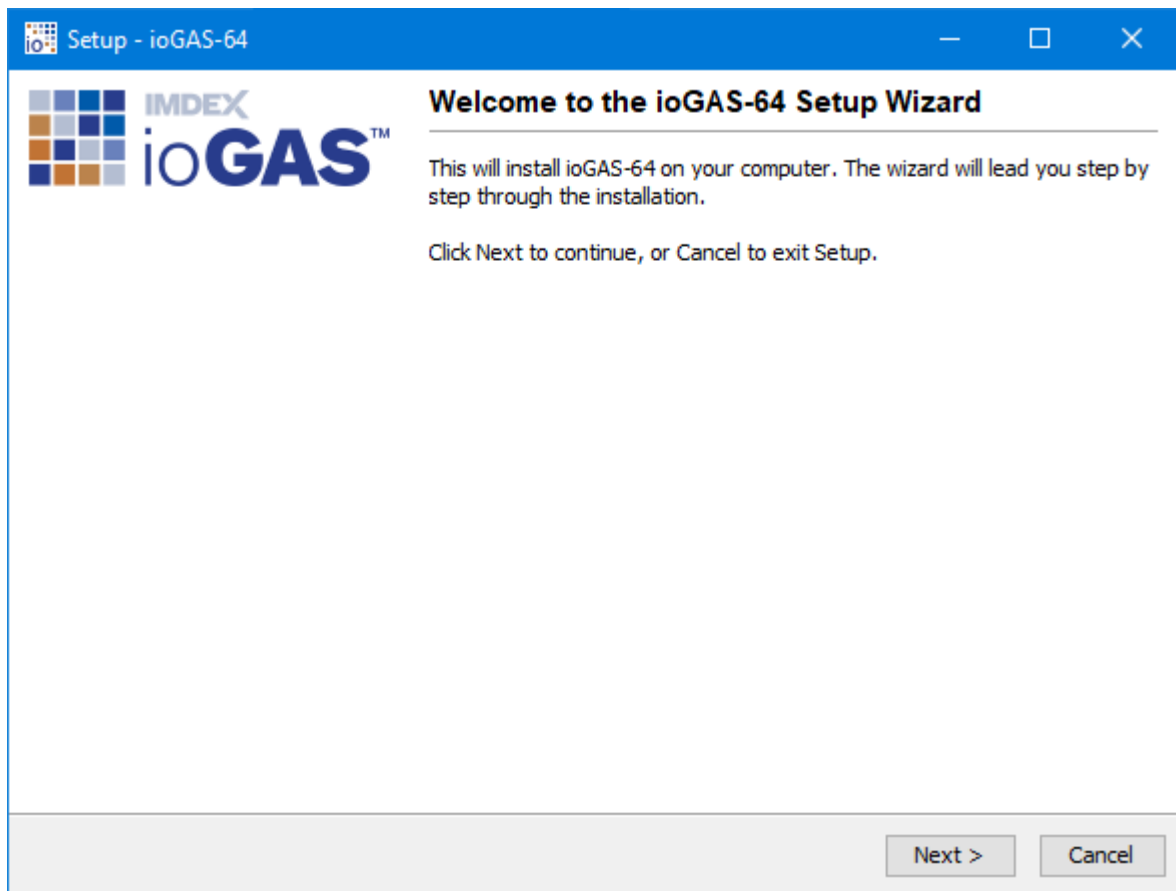 io
Setup - ioGAS-64
IMDEX
ioGAS™
Welcome to the ioGAS-64 Setup Wizard
This will install ioGAS-64 on your computer. The wizard will lead you step by
step through the installation.
Click Next to continue, or Cancel to exit Setup.
Next >
Cancel